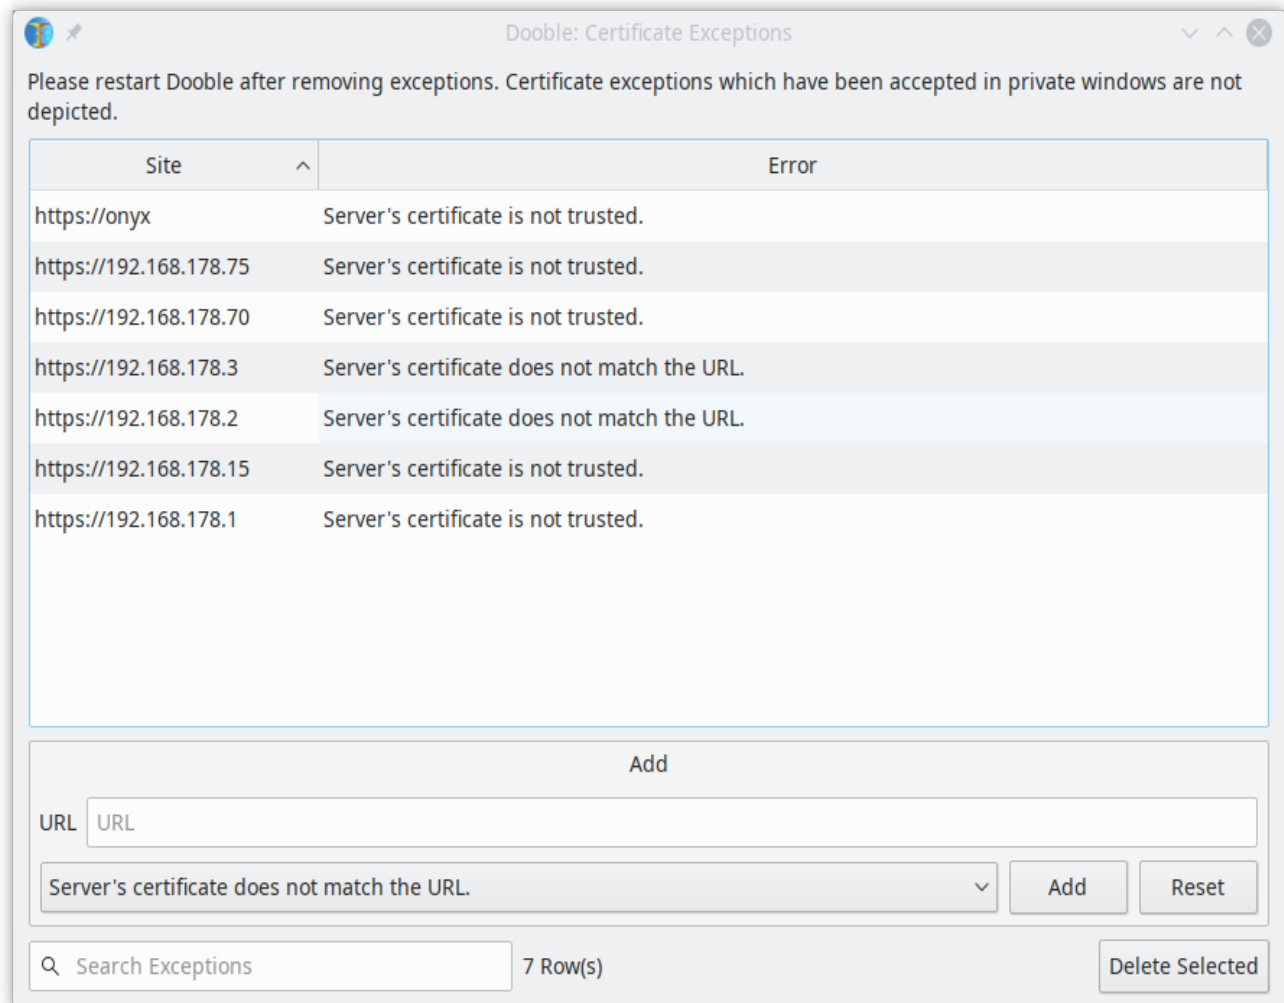 Dooble: Certificate Exceptions
Please restart Dooble after removing exceptions. Certificate exceptions which have been accepted in private windows are not
depicted.
Site Error
https://onyx Server's certificate is not trusted.
https://192.168.178.75 Server's certificate is not trusted.
https://192.168.178.70 Server's certificate is not trusted.
https://192.168.178.3 Server's certificate does not match the URL.
https://192.168.178.2 Server's certificate does not match the URL.
https://192.168.178.15 Server's certificate is not trusted.
https://192.168.178.1 Server's certificate is not trusted.
Add
URL URL
Server's certificate does not match the URL. Add Reset
Search Exceptions 7 Row(s) Delete Selected